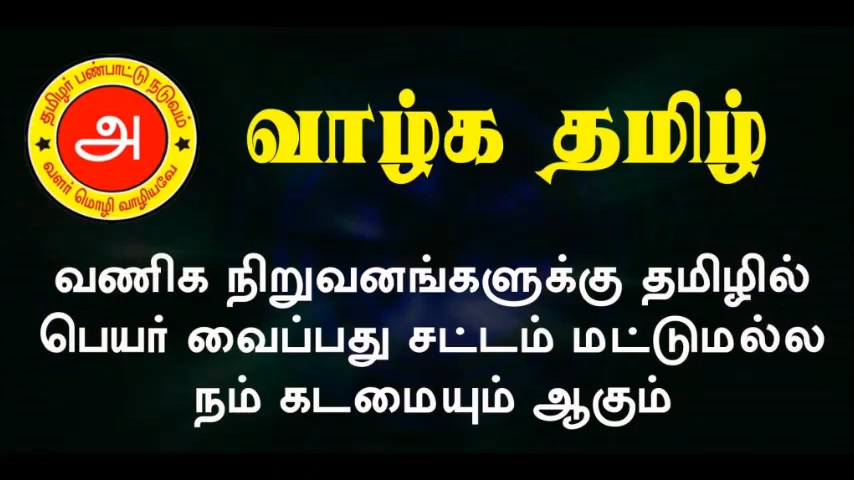 தமிழர் பண்பாட்டு நடுவம்
அ
வளர் மொழி வாழியவே
வாழ்க தமிழ்
வணிக நிறுவனங்களுக்கு தமிழில்
பெயர் வைப்பது சட்டம் மட்டுமல்ல
நம் கடமையும் ஆகும்